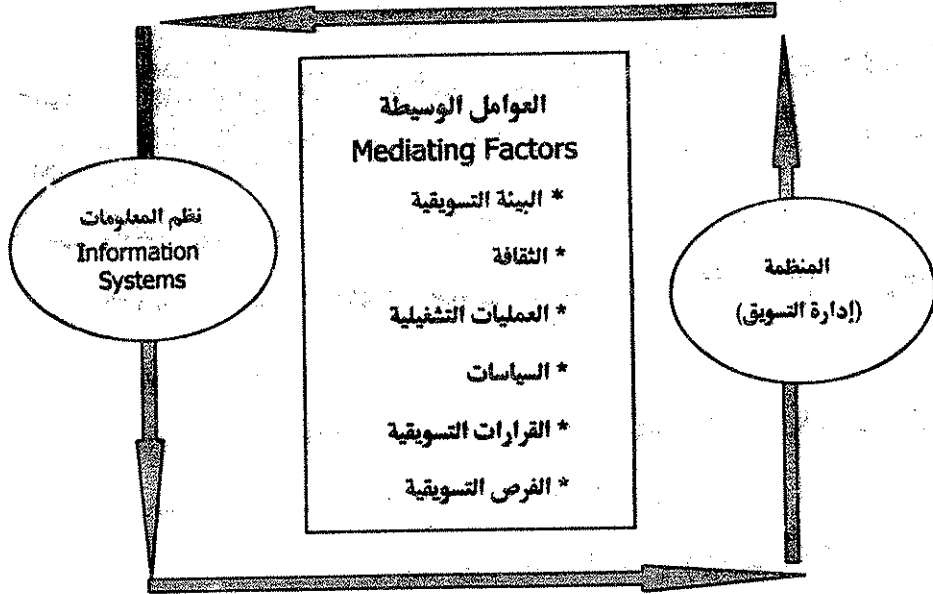 العوامل الوسيطة
Mediating Factors
* البيئة التسويقية
* الثقافة
* العمليات التشغيلية
* السياسات
* القرارات التسويقية
* الفرص التسويقية
المنظمة
(إدارة التسويق)
نظم المعلومات
Information
Systems